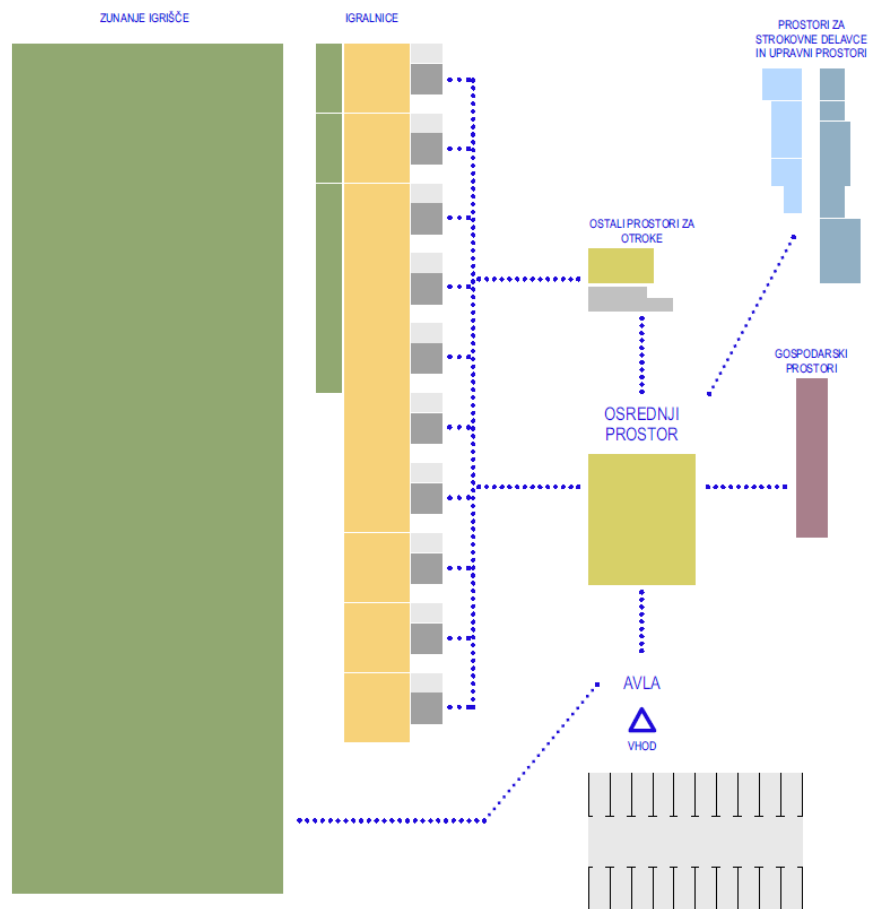 ZUNANJE IGRIŠČE
IGRALNICE
PROSTORI ZA
STROKOVNE DELAVCE
IN UPRAVNI PROSTORI
OSTALI PROSTORI ZA
OTROKE
GOSPODARSKI
PROSTORI
OSREDNJI
PROSTOR
AVLA
VHOD